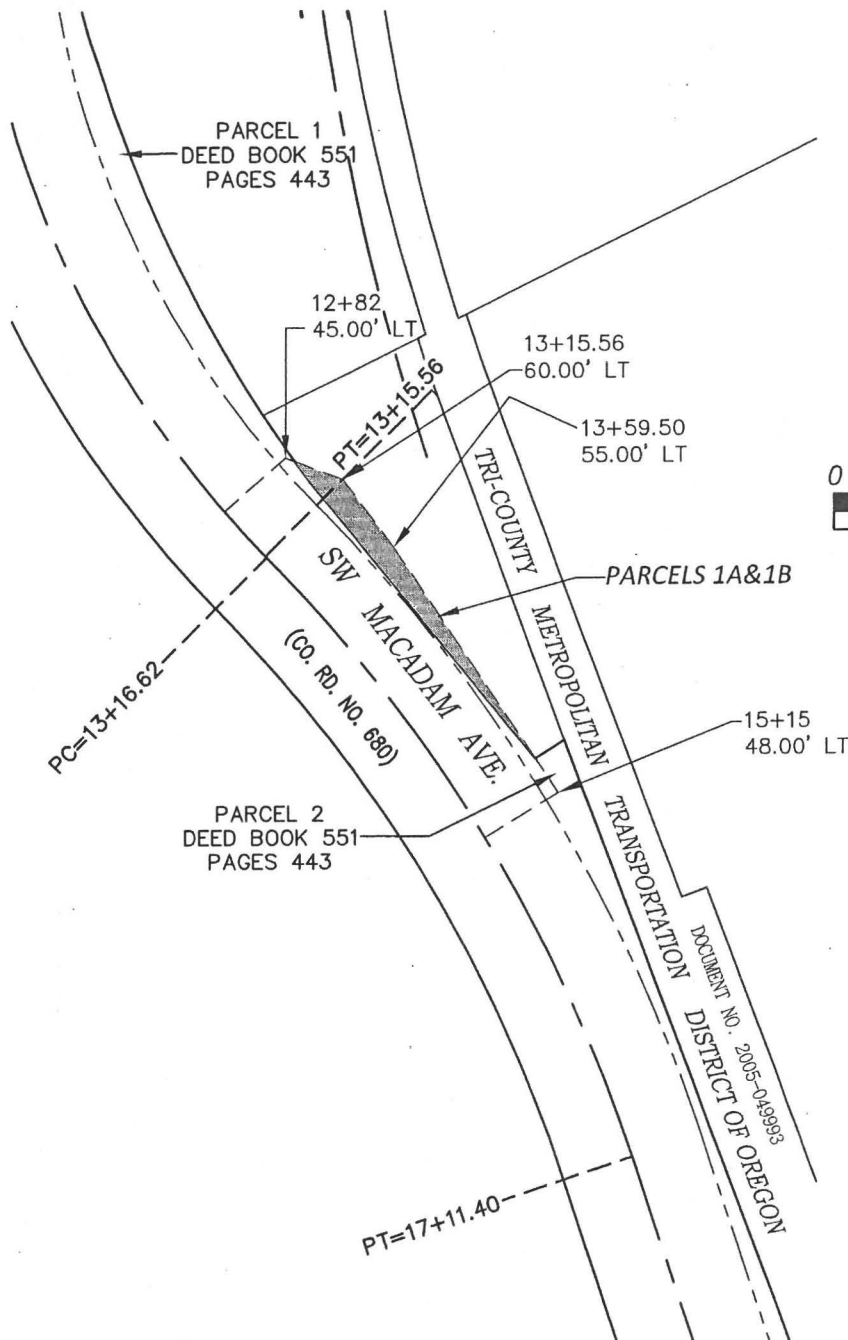 PARCEL 1
DEED BOOK 551
PAGES 443
12+82
45.00' LT
13+15.56
60.00' LT
PT=13+15.56
13+59.50
55.00' LT
0
TRI-COUNTY METROPOLITAN TRANSPORTATION DISTRICT OF OREGON
PARCELS 1A&1B
SW MACADAM AVE.
(CO. RD. NO. 680)
PC=13+16.62
15+15
48.00' LT
PARCEL 2
DEED BOOK 551
PAGES 443
DOCUMENT NO. 2005-049993
PT=17+11.40